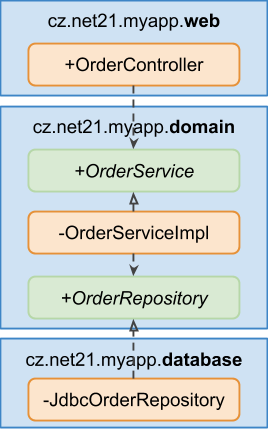 cz.net21.myapp.web
+OrderController
cz.net21.myapp.domain
+OrderService
-OrderServiceImpl
+OrderRepository
cz.net21.myapp.database
-JdbcOrderRepository